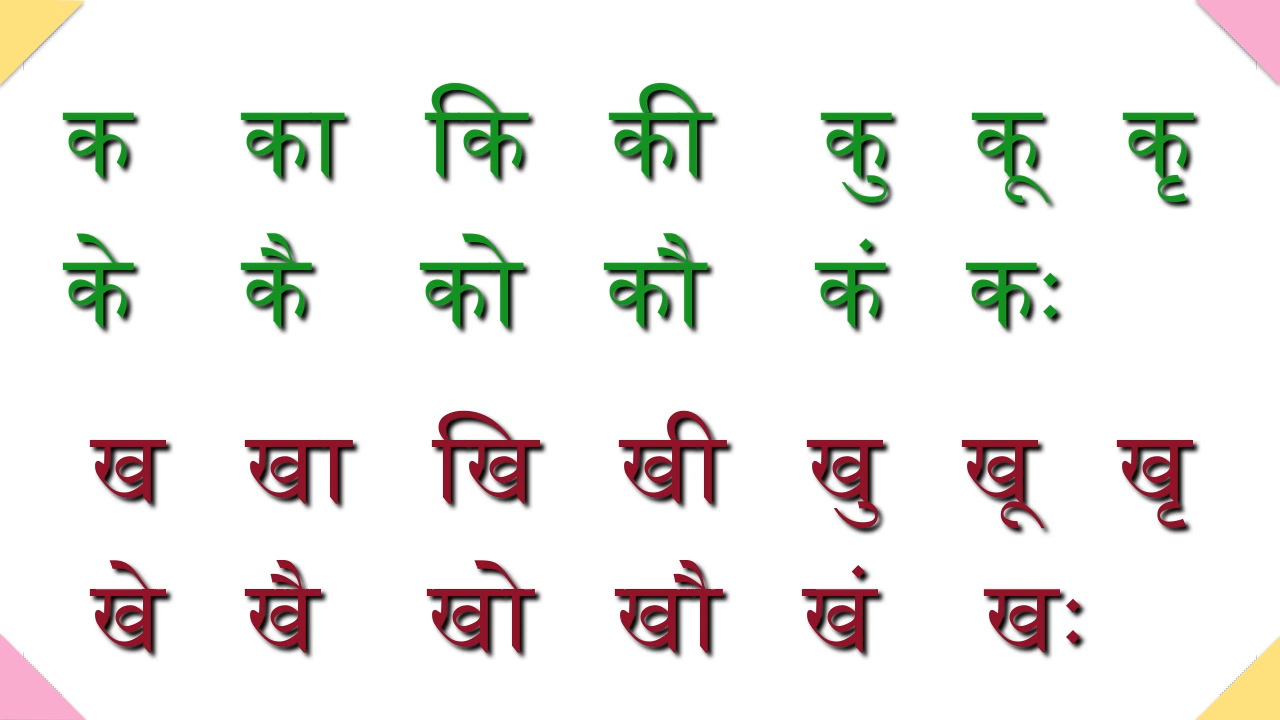 क का कि की कु कू कृ
के कै को कौ कं कः
ख खा खि खी खु खू खृ
खे खै खो खौ खं खः